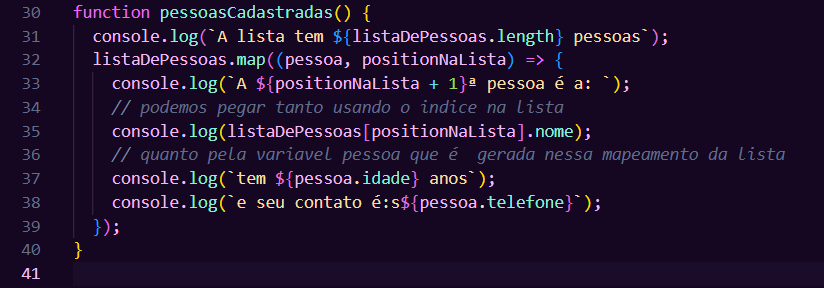 30 function pessoasCadastradas() {
31 console.log(`A lista tem ${listaDePessoas.length} pessoas`);
32 listaDePessoas.map((pessoa, positionNaLista) => {
33 console.log(`A ${positionNaLista + 1}ª pessoa é a: `);
34 // podemos pegar tanto usando o indice na lista
35 console.log(listaDePessoas[positionNaLista].nome);
36 // quanto pela variavel pessoa que é  gerada nessa mapeamento da lista
37 console.log(`tem ${pessoa.idade} anos`);
38 console.log(`e seu contato é:s${pessoa.telefone}`);
39 });
40 }
41